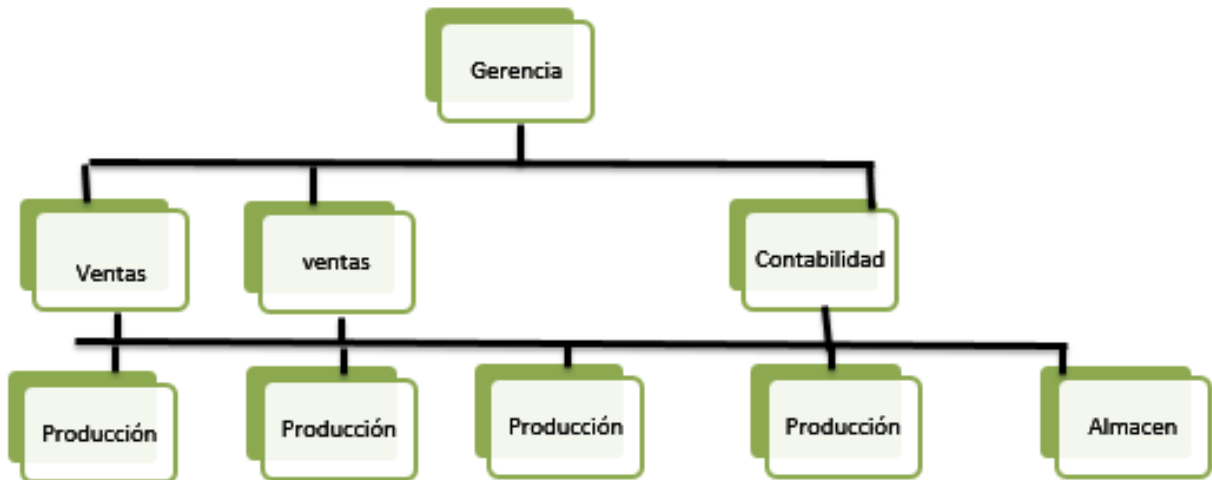 Gerencia
Ventas
ventas
Contabilidad
Producción
Producción
Producción
Producción
Almacen